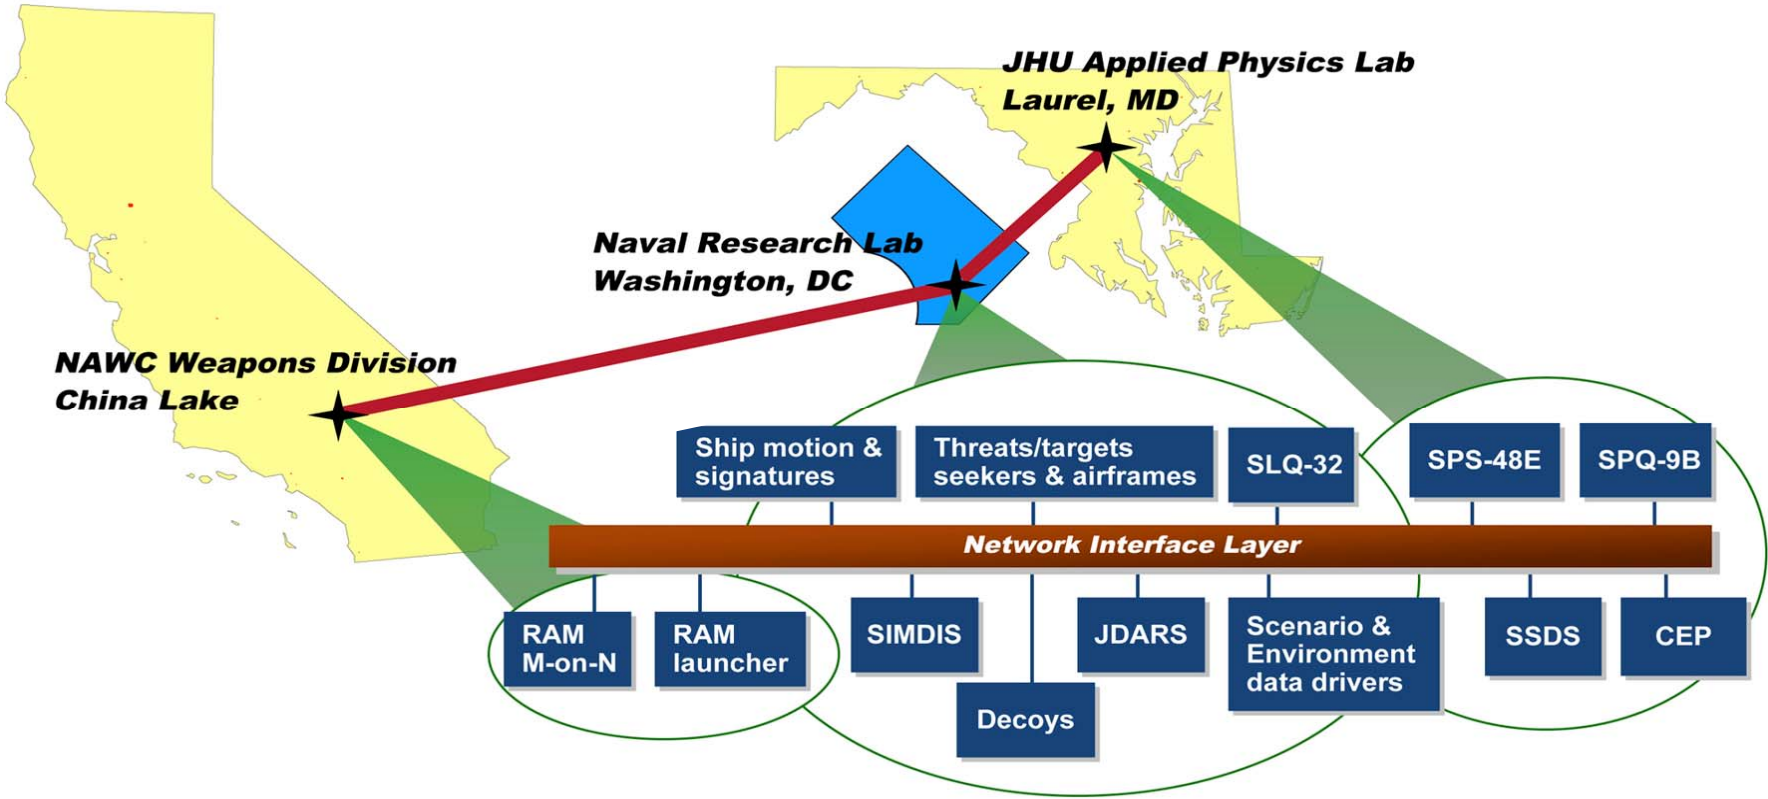 JHU Applied Physics Lab
Laurel, MD
Naval Research Lab
Washington, DC
NAWC Weapons Division
China Lake
Ship motion &
signatures
Threats/targets
seekers & airframes
SLQ-32
SPS-48E
SPQ-9B
Network Interface Layer
RAM
M-on-N
RAM
launcher
SIMDIS
Decoys
JDARS
Scenario &
Environment
data drivers
SSDS
CEP